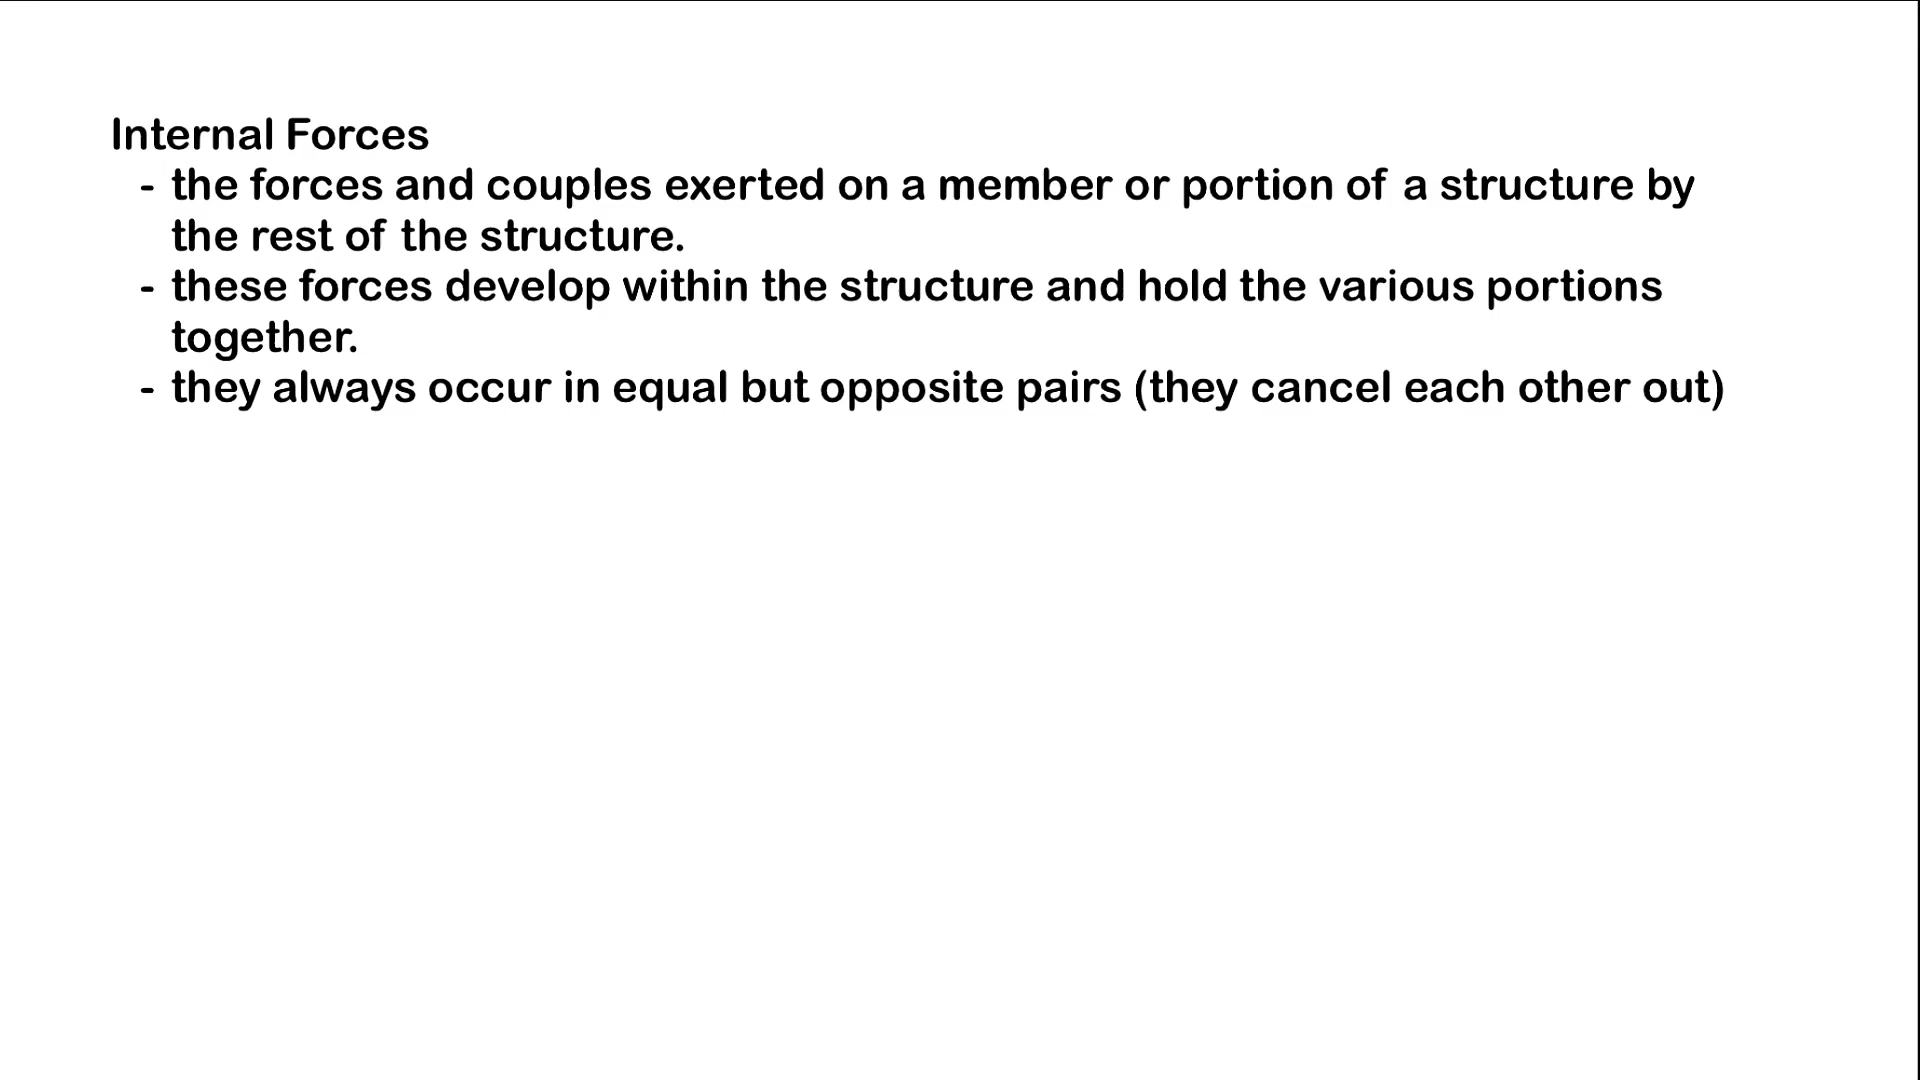 Internal Forces
- the forces and couples exerted on a member or portion of a structure by
the rest of the structure.
- these forces develop within the structure and hold the various portions
together.
- they always occur in equal but opposite pairs (they cancel each other out)